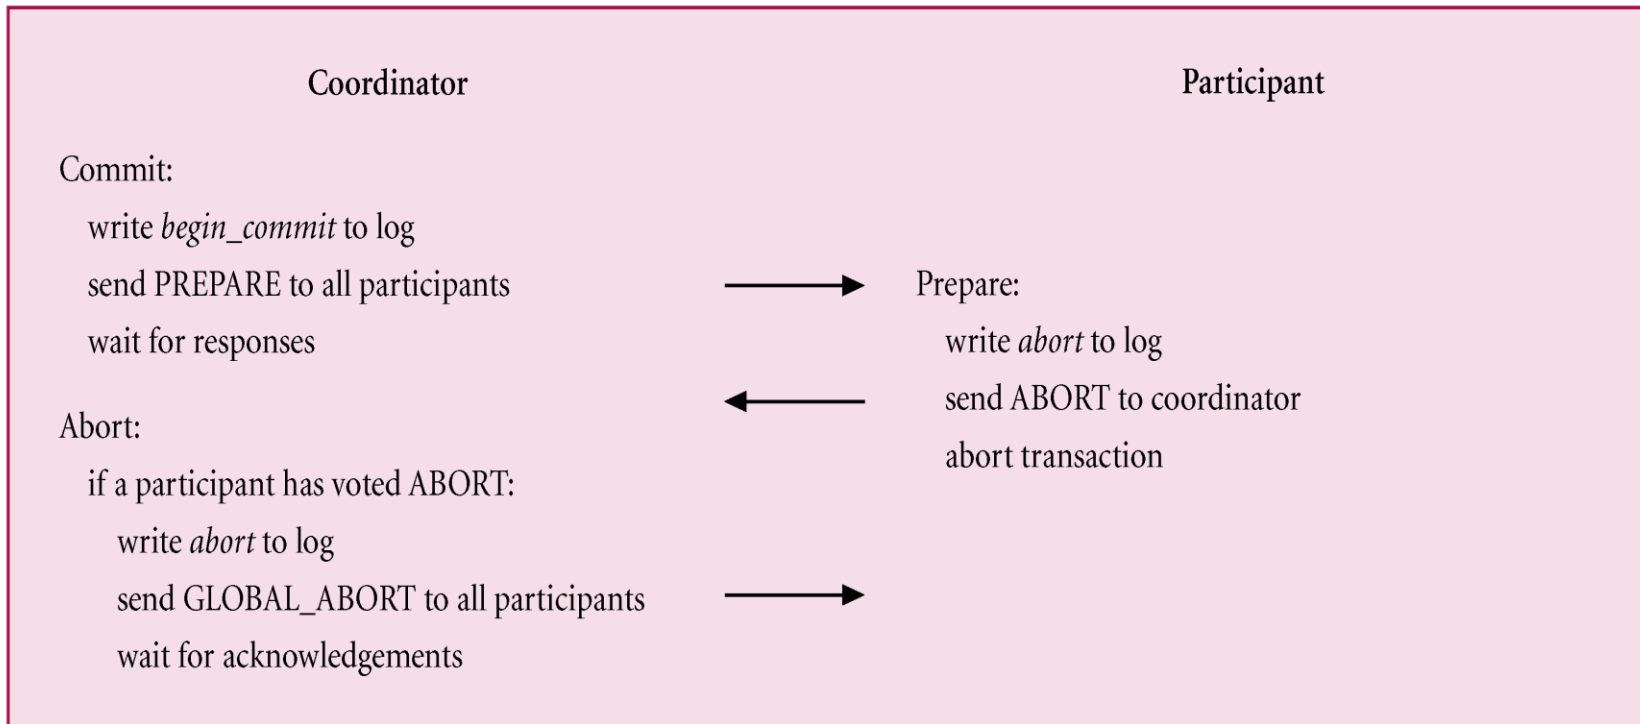 Coordinator
Participant
Commit:
write begin_commit to log
send PREPARE to all participants
wait for responses
Prepare:
write abort to log
send ABORT to coordinator
abort transaction
Abort:
if a participant has voted ABORT:
write abort to log
send GLOBAL_ABORT to all participants
wait for acknowledgements